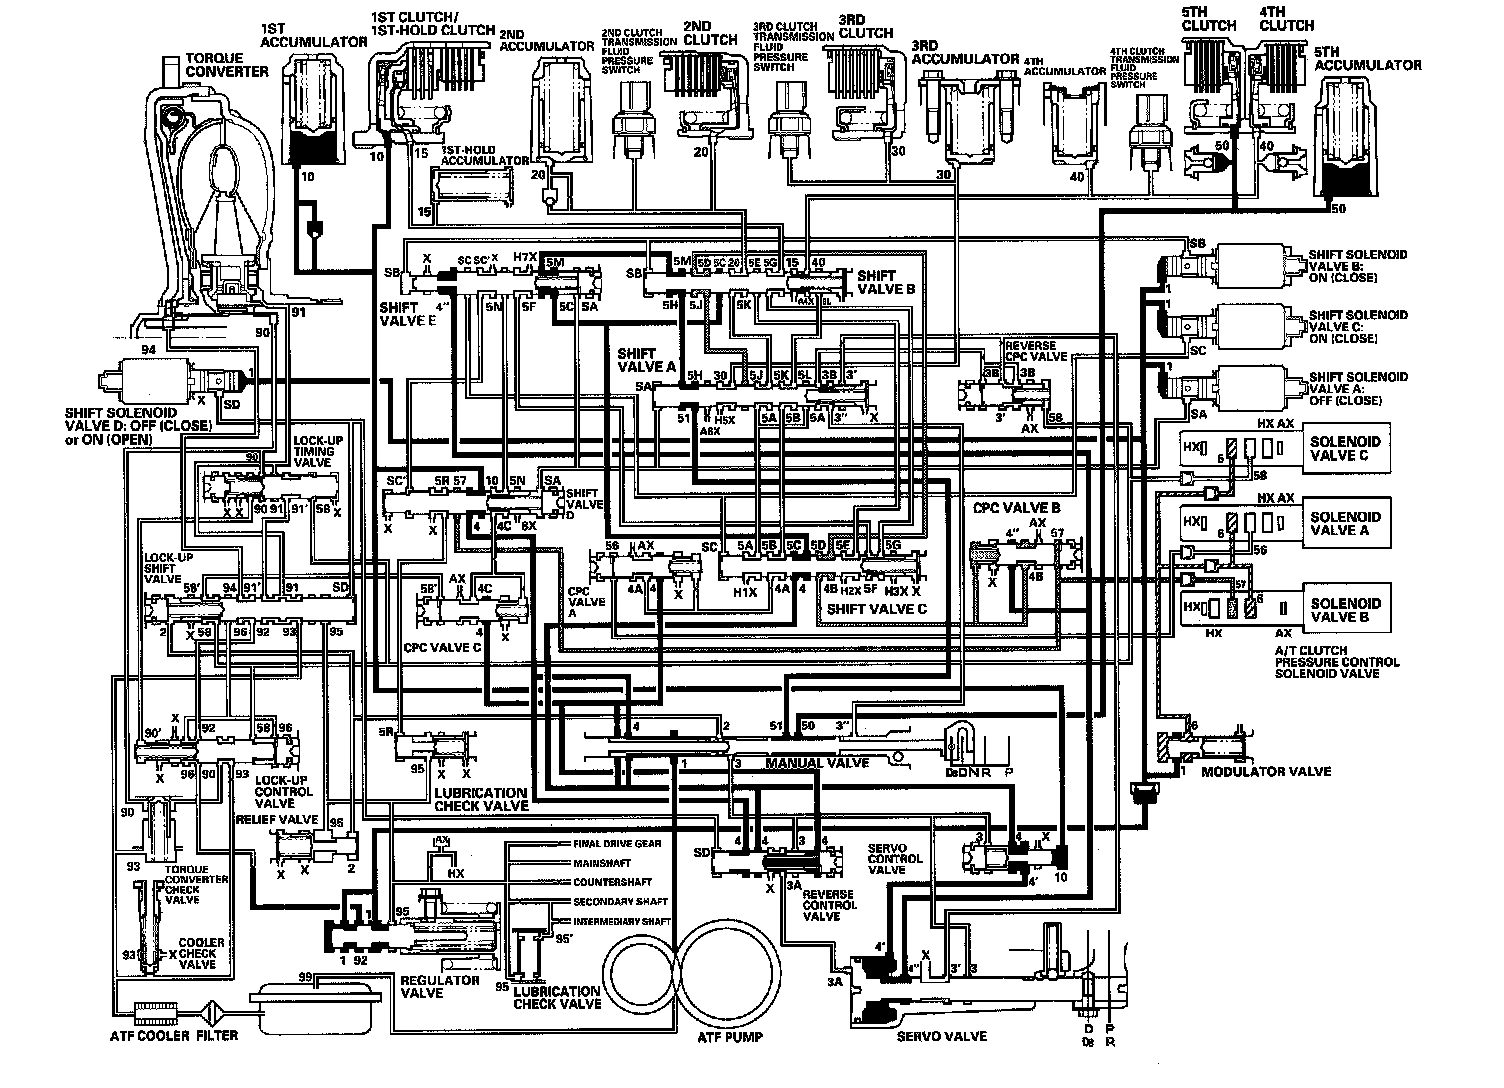 1ST
ACCUMULATOR
1ST CLUTCH/
1ST-HOLD CLUTCH
2ND
ACCUMULATOR
2ND CLUTCH
TRANSMISSION
FLUID
PRESSURE
SWITCH
2ND
CLUTCH
3RD CLUTCH
TRANSMISSION
FLUID
PRESSURE
SWITCH
3RD
CLUTCH
3RD
ACCUMULATOR
4TH
ACCUMULATOR
4TH CLUTCH
TRANSMISSION
FLUID
PRESSURE
SWITCH
5TH
CLUTCH
4TH
CLUTCH
5TH
ACCUMULATOR
TORQUE
CONVERTER
1ST-HOLD
ACCUMULATOR
10
10
15
15
20
20
30
30
40
50
40
50
91
90
94
SHIFT SOLENOID
VALVE D: OFF (CLOSE)
or ON (OPEN)
1
X
SD
SB
X
SC SC' X
H7X
5M
SHIFT
VALVE E
4"
5N
5F
5C
SA
SB
5M
5D
5C
20
5E
5G
15
40
SHIFT
VALVE B
5H
5J
5K
5L
SHIFT
VALVE A
SA
5H
30
5J
5K
5L
3B
3'
51
A8X
H5X
5A
5B
5A
3"
X
REVERSE
CPC VALVE
3B
3B
3'
AX
58
SB
1
SHIFT SOLENOID
VALVE B:
ON (CLOSE)
1
SC
SHIFT SOLENOID
VALVE C:
ON (CLOSE)
1
SA
SHIFT SOLENOID
VALVE A:
OFF (CLOSE)
HX AX
HX
6
58
SOLENOID
VALVE C
HX AX
HX
6
56
SOLENOID
VALVE A
57
6
HX
HX
AX
SOLENOID
VALVE B
A/T CLUTCH
PRESSURE CONTROL
SOLENOID VALVE
LOCK-UP
TIMING
VALVE
90
X X
90
91
91'
58
X
SC'
5R
57
10
5N
SA
SHIFT
VALVE
D
X
X
4
4C
8X
CPC VALVE B
4"
AX
57
X
4B
56
AX
CPC
VALVE
A
4A
4
X
SC
5A
5B
5C
5D
5E
5G
H1X
4A
4
4B
H2X
5F
H3X
X
SHIFT VALVE C
LOCK-UP
SHIFT
VALVE
58'
94
91'
91
SD
2
58
96
92
93
95
58'
AX
4C
4
X
CPC VALVE C
90'
X
92
58
96
X
96
90
93
LOCK-UP
CONTROL
VALVE
5R
95
X
X
LUBRICATION
CHECK VALVE
4
2
51
50
3"
1
3
MANUAL VALVE
D3 D N R P
6
1
MODULATOR VALVE
90
93
TORQUE
CONVERTER
CHECK
VALVE
RELIEF VALVE
95
X
X
2
AX
HX
FINAL DRIVE GEAR
MAINSHAFT
COUNTERSHAFT
SECONDARY SHAFT
INTERMEDIARY SHAFT
SD
4
4
3
4
X
3A
REVERSE
CONTROL
VALVE
SERVO
CONTROL
VALVE
3
4
X
4'
10
93
X
COOLER
CHECK
VALVE
1
1
92
95
REGULATOR
VALVE
95
95'
LUBRICATION
CHECK VALVE
99
ATF COOLER FILTER
ATF PUMP
3A
4'
4"
X
3'
3
SERVO VALVE
D
D3
P
R